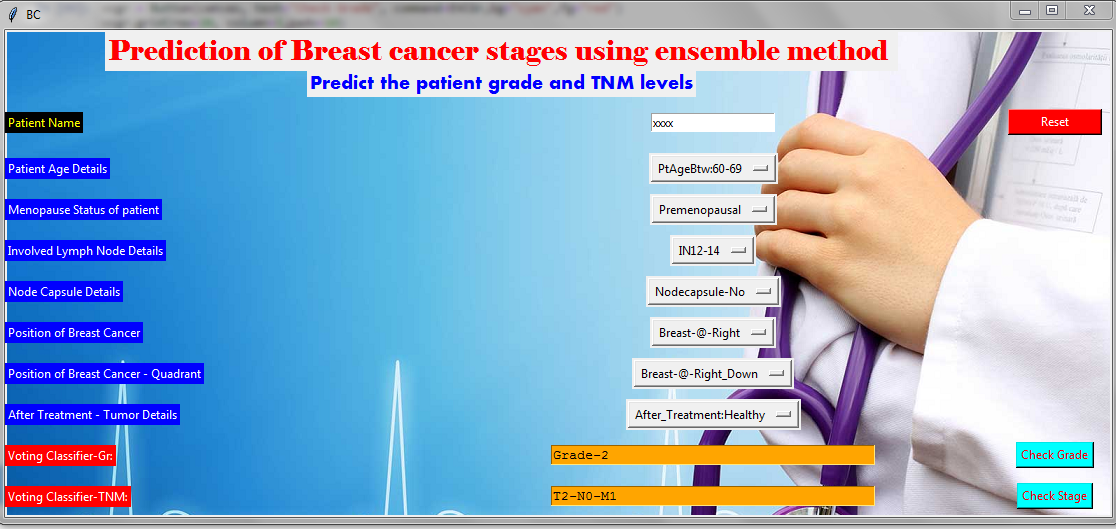 BC
Prediction of Breast cancer stages using ensemble method
Predict the patient grade and TNM levels
Patient Name xxxx Reset
Patient Age Details PtAgeBtw:60-69
Menopause Status of patient Premenopausal
Involved Lymph Node Details IN12-14
Node Capsule Details Nodecapsule-No
Position of Breast Cancer Breast-@-Right
Position of Breast Cancer - Quadrant Breast-@-Right_Down
After Treatment - Tumor Details After_Treatment:Healthy
Voting Classifier-Gr: Grade-2 Check Grade
Voting Classifier-TNM: T2-N0-M1 Check Stage